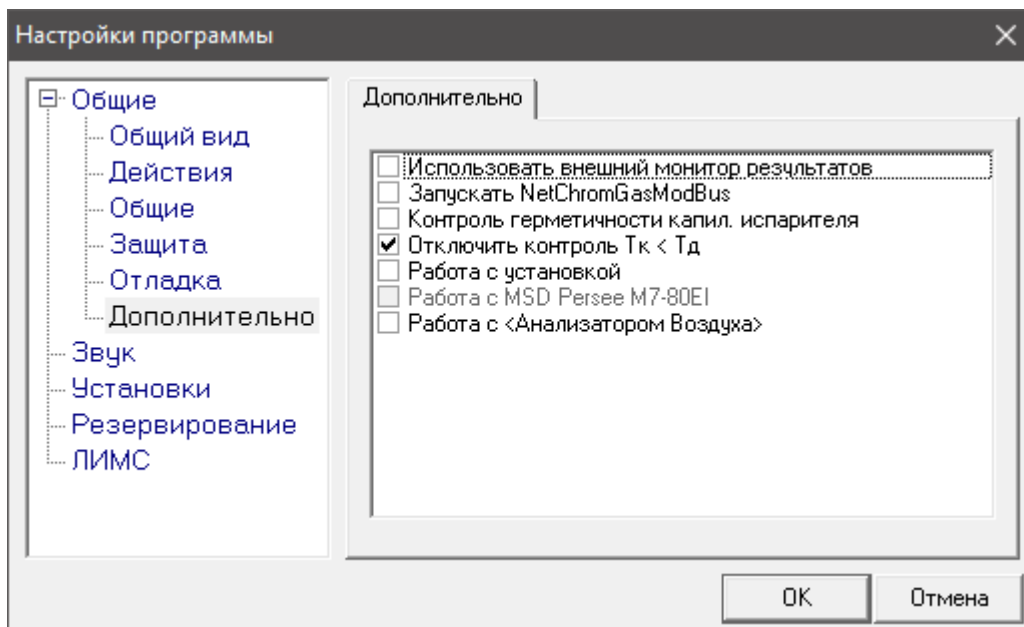 Настройки программы
Общие
Общий вид
Действия
Общие
Защита
Отладка
Дополнительно
Звук
Установки
Резервирование
ЛИМС
Дополнительно
Использовать внешний монитор результатов
Запускать NetChromGasModBus
Контроль герметичности капил. испарителя
Отключить контроль Тк < Тд
Работа с установкой
Работа с MSD Persee M7-80EI
Работа с <Анализатором Воздуха>
OK
Отмена